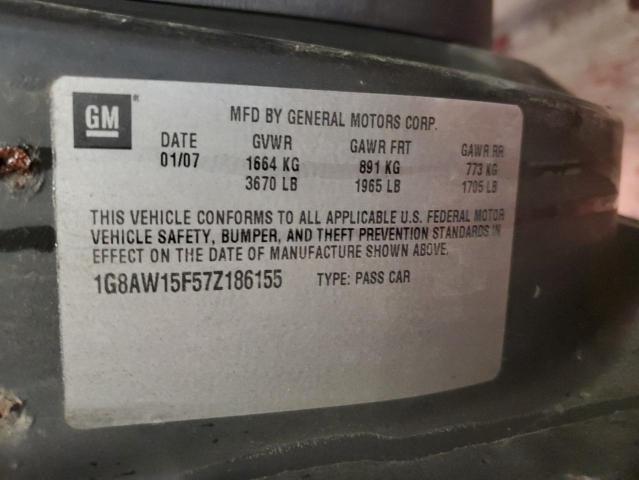 GM ®
MFD BY GENERAL MOTORS CORP.
DATE GVWR GAWR FRT GAWR RR
01/07 1664 KG 891 KG 773 KG
3670 LB 1965 LB 1705 LB
THIS VEHICLE CONFORMS TO ALL APPLICABLE U.S. FEDERAL MOTOR
VEHICLE SAFETY, BUMPER, AND THEFT PREVENTION STANDARDS IN
EFFECT ON THE DATE OF MANUFACTURE SHOWN ABOVE.
1G8AW15F57Z186155 TYPE: PASS CAR